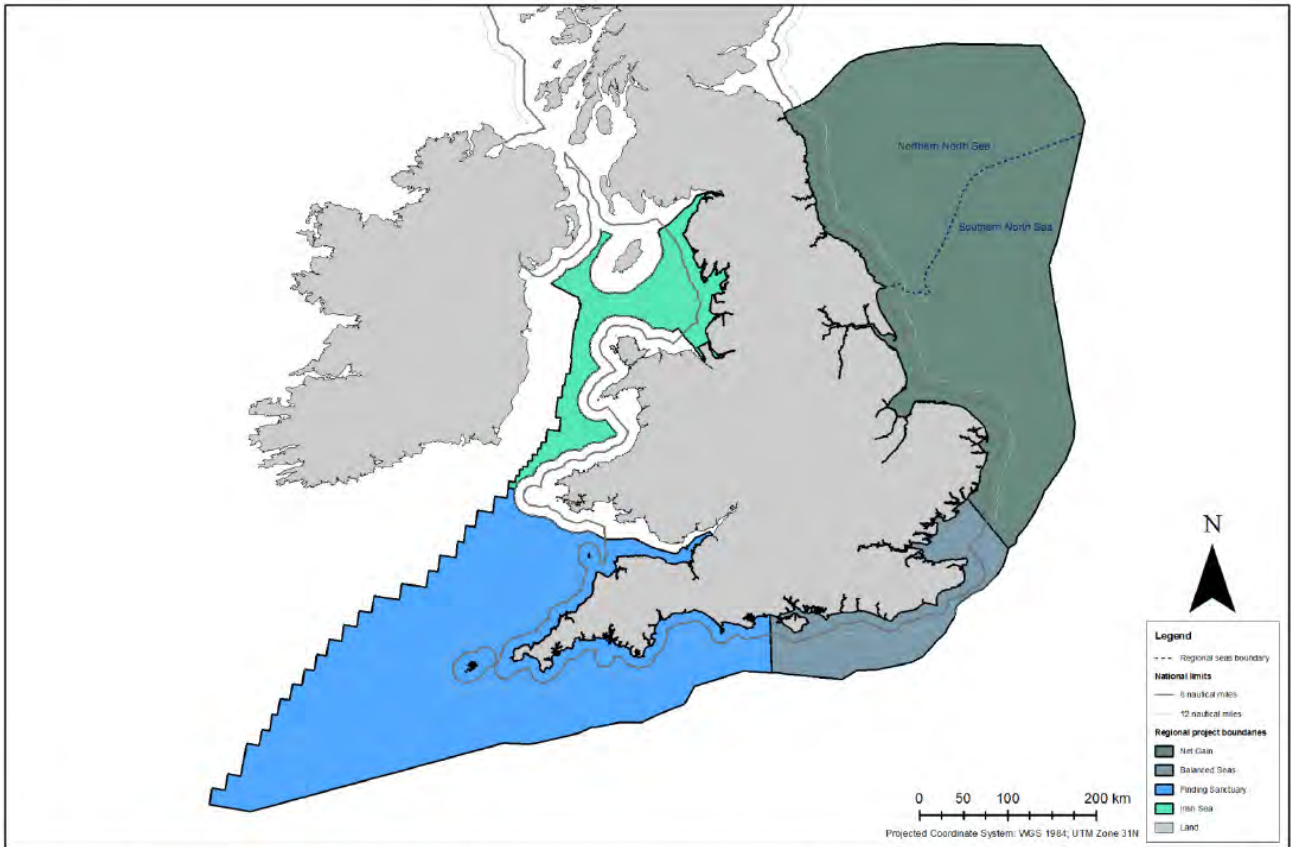 Northern North Sea
Southern North Sea
N
Legend
Regional seas boundary
National limits
6 nautical miles
12 nautical miles
Regional project boundaries
Net Gain
Balanced Seas
Finding Sanctuary
Irish Sea
Land
0 50 100 200 km
Projected Coordinate System: WGS 1984; UTM Zone 31N